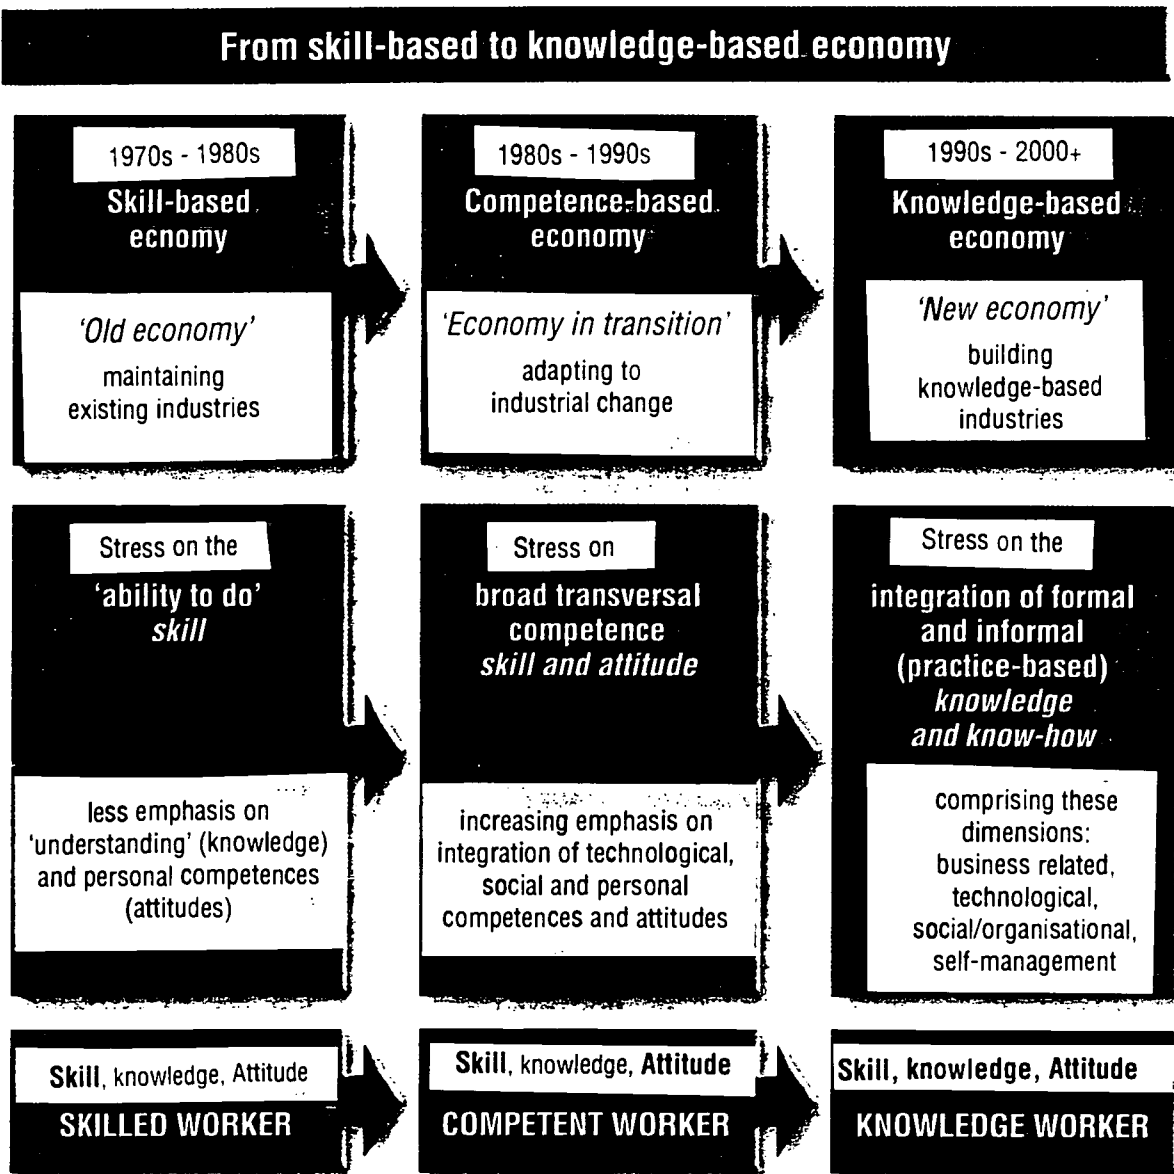 From skill-based to knowledge-based economy
1970s - 1980s
Skill-based
ecnomy
'Old economy'
maintaining
existing industries
1980s - 1990s
Competence-based
economy
'Economy in transition'
adapting to
industrial change
1990s - 2000+
Knowledge-based
economy
'New economy'
building
knowledge-based
industries
Stress on the
'ability to do'
skill
less emphasis on
'understanding' (knowledge)
and personal competences
(attitudes)
Stress on
broad transversal
competence
skill and attitude
increasing emphasis on
integration of technological,
social and personal
competences and attitudes
Stress on the
integration of formal
and informal
(practice-based)
knowledge
and know-how
comprising these
dimensions:
business related,
technological,
social/organisational,
self-management
Skill, knowledge, Attitude
SKILLED WORKER
Skill, knowledge, Attitude
COMPETENT WORKER
Skill, knowledge, Attitude
KNOWLEDGE WORKER